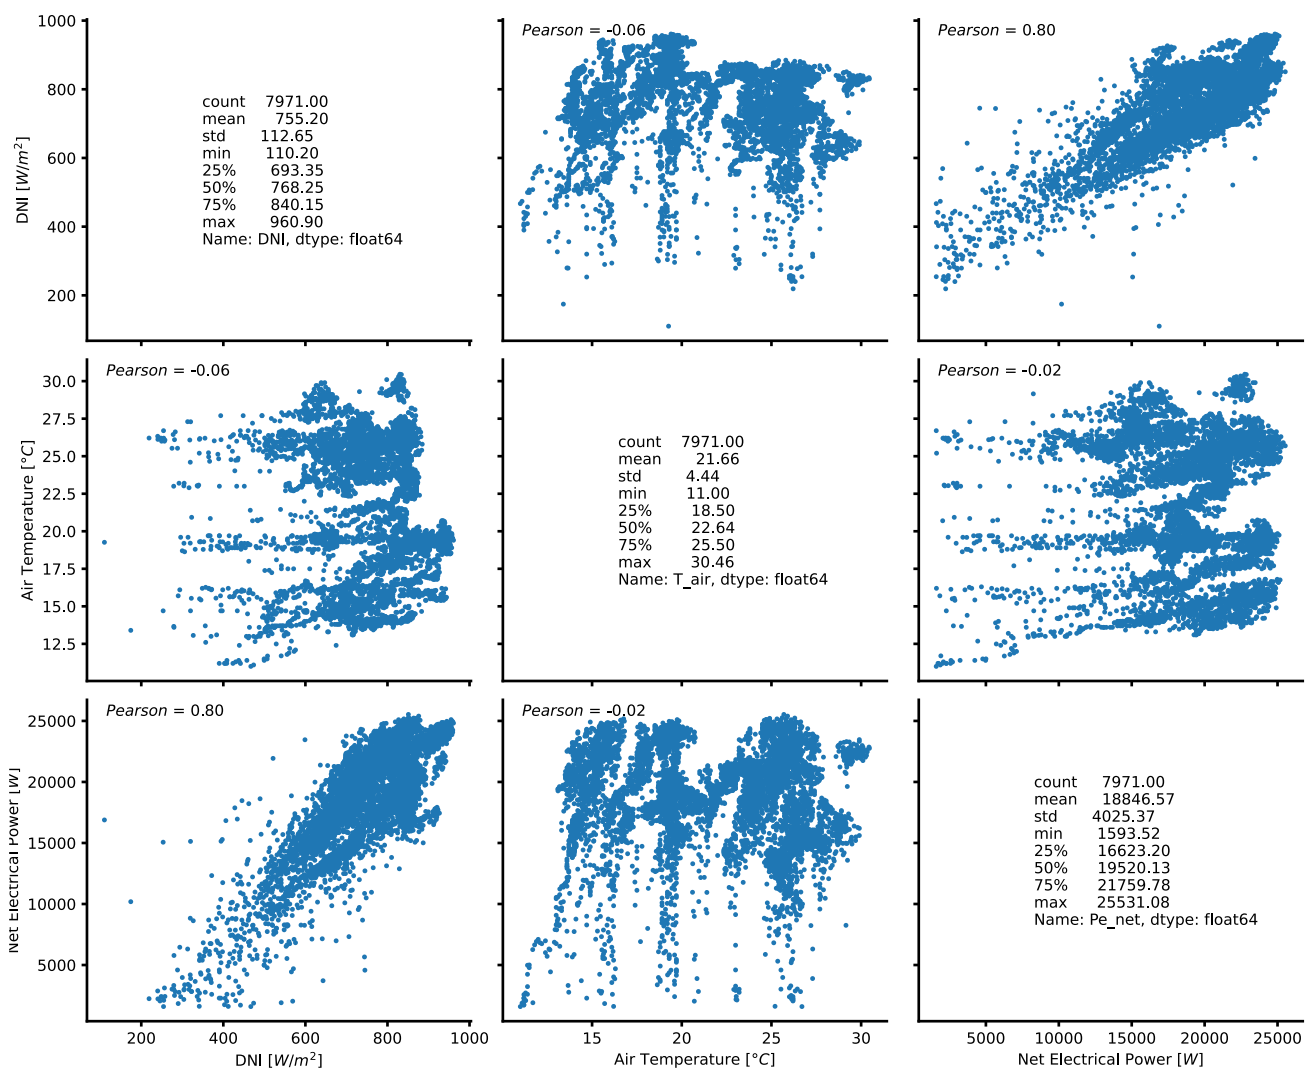 1000
800
600
400
200
DNI [W/m²]
count 7971.00
mean 755.20
std 112.65
min 110.20
25% 693.35
50% 768.25
75% 840.15
max 960.90
Name: DNI, dtype: float64
Pearson = -0.06
Pearson = 0.80
30.0
27.5
25.0
22.5
20.0
17.5
15.0
12.5
Air Temperature [°C]
Pearson = -0.06
count 7971.00
mean 21.66
std 4.44
min 11.00
25% 18.50
50% 22.64
75% 25.50
max 30.46
Name: T_air, dtype: float64
Pearson = -0.02
25000
20000
15000
10000
5000
Net Electrical Power [W]
Pearson = 0.80
Pearson = -0.02
count 7971.00
mean 18846.57
std 4025.37
min 1593.52
25% 16623.20
50% 19520.13
75% 21759.78
max 25531.08
Name: Pe_net, dtype: float64
200 400 600 800 1000
DNI [W/m²]
15 20 25 30
Air Temperature [°C]
5000 10000 15000 20000 25000
Net Electrical Power [W]